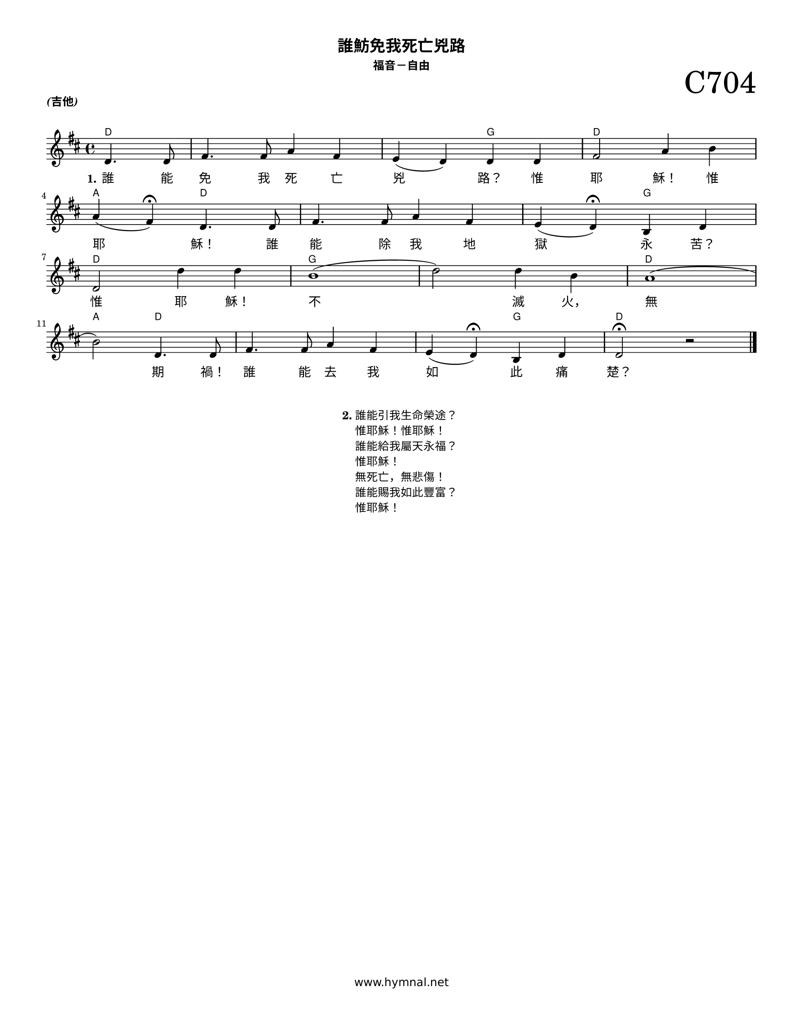 誰魴免我死亡兇路
福音－自由
C704
(吉他)
D G D
1. 誰 能 免 我 死 亡 兇 路？ 惟 耶 穌！ 惟
4 A D G
耶 穌！ 誰 能 除 我 地 獄 永 苦？
7 D G D
惟 耶 穌！ 不 滅 火， 無
11 A D G D
期 禍！ 誰 能 去 我 如 此 痛 楚？
2. 誰能引我生命榮途？
惟耶穌！惟耶穌！
誰能給我屬天永福？
惟耶穌！
無死亡，無悲傷！
誰能賜我如此豐富？
惟耶穌！
www.hymnal.net